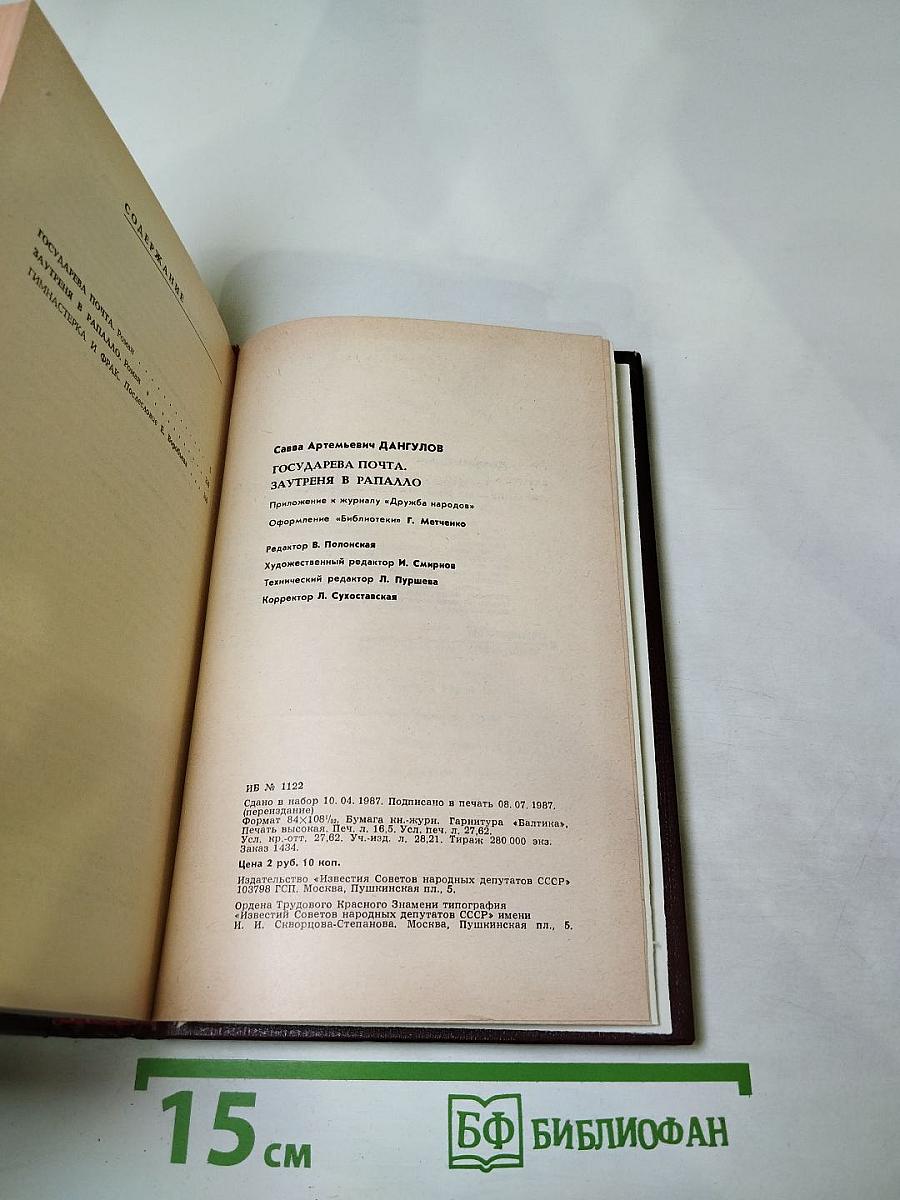 СОДЕРЖАНИЕ
ГОСУДАРЕВА ПОЧТА. Роман
ЗАУТРЕНЯ В РАПАЛЛО. Роман
ГИМНАСТЕРКА И ФРАК. Послесловие Е.
Савва Артемьевич ДАНГУЛОВ
ГОСУДАРЕВА ПОЧТА.
ЗАУТРЕНЯ В РАПАЛЛО
Приложение к журналу «Дружба народов»
Оформление «Библиотеки» Г. Метченко
Редактор В. Полонская
Художественный редактор И. Смирнов
Технический редактор Л. Пуршева
Корректор Л. Сухоставская
ИБ № 1122
Сдано в набор 10. 04. 1987. Подписано в печать 08. 07. 1987.
(переиздание)
Формат 84×108¹/₃₂. Бумага кн.-журн. Гарнитура «Балтика».
Печать высокая. Печ. л. 16,5. Усл. печ. л. 27,62.
Усл. кр.-отт. 27,62. Уч.-изд. л. 28,21. Тираж 280 000 экз.
Заказ 1434.
Цена 2 руб. 10 коп.
Издательство «Известия Советов народных депутатов СССР»
103798 ГСП. Москва, Пушкинская пл., 5.
Ордена Трудового Красного Знамени типография
«Известий Советов народных депутатов СССР» имени
И. И. Скворцова-Степанова. Москва, Пушкинская пл., 5.
15 см
БФ БИБЛИОФАН